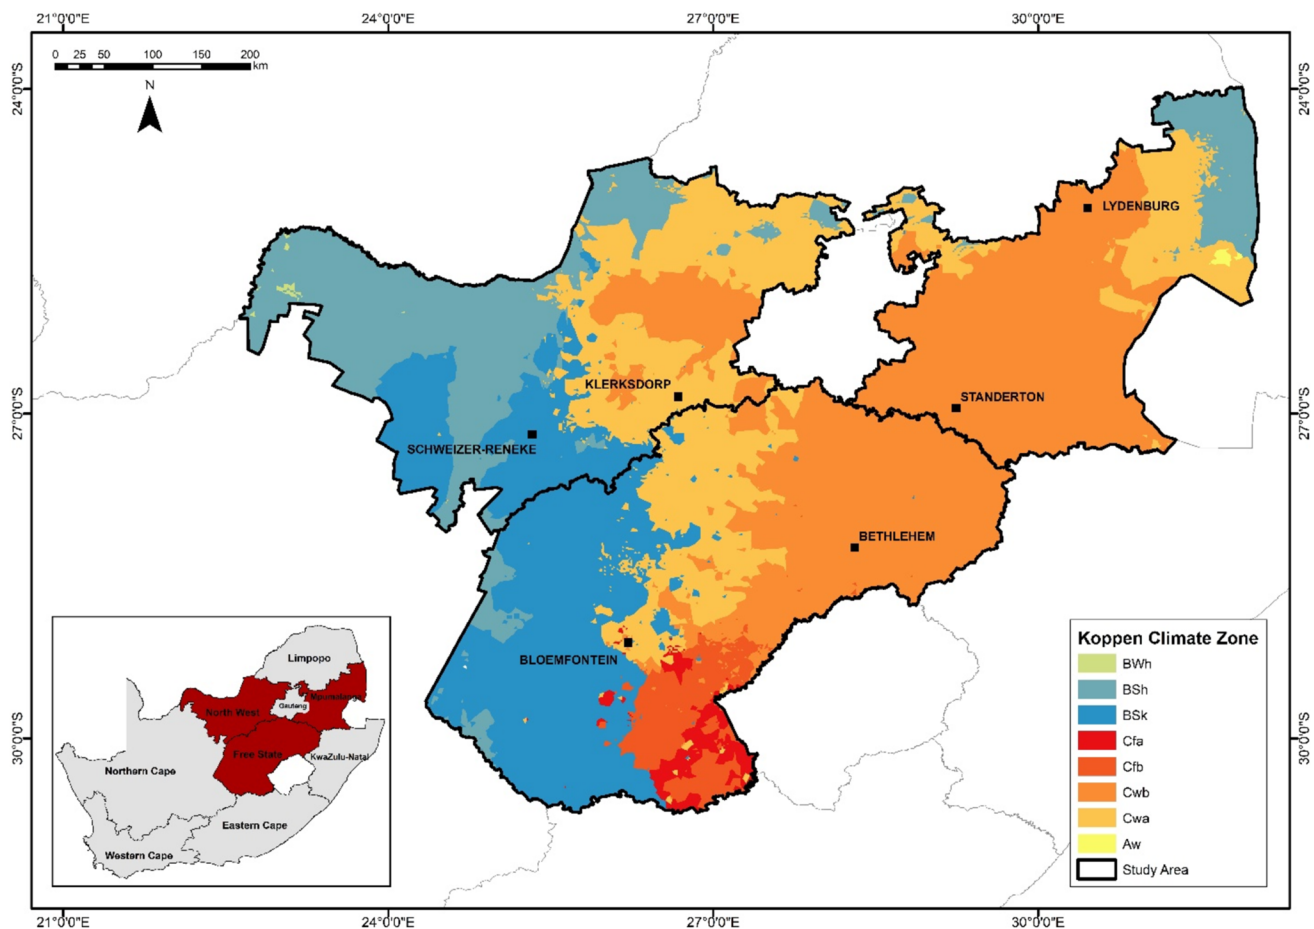 21°0'0"E 24°0'0"E 27°0'0"E 30°0'0"E
0 25 50 100 150 200
km
N
24°0'0"S 24°0'0"S
LYDENBURG
KLERKSDORP
STANDERTON
27°0'0"S 27°0'0"S
SCHWEIZER-RENEKE
BETHLEHEM
BLOEMFONTEIN
30°0'0"S 30°0'0"S
Limpopo
Mpumalanga
Gauteng
North West
Free State
KwaZulu-Natal
Northern Cape
Eastern Cape
Western Cape
Koppen Climate Zone
BWh
BSh
BSk
Cfa
Cfb
Cwb
Cwa
Aw
Study Area
21°0'0"E 24°0'0"E 27°0'0"E 30°0'0"E